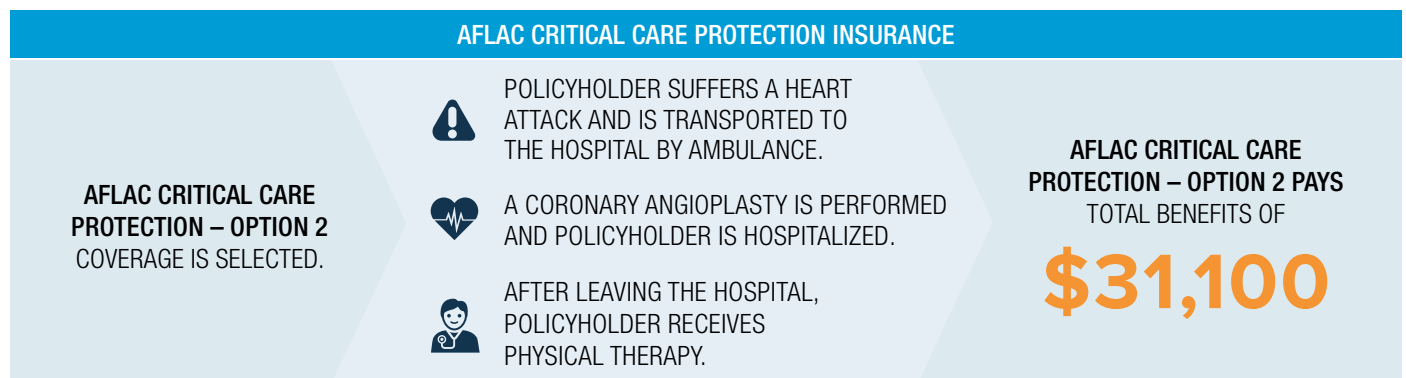 AFLAC CRITICAL CARE PROTECTION INSURANCE
AFLAC CRITICAL CARE
PROTECTION – OPTION 2
COVERAGE IS SELECTED.
POLICYHOLDER SUFFERS A HEART
ATTACK AND IS TRANSPORTED TO
THE HOSPITAL BY AMBULANCE.
A CORONARY ANGIOPLASTY IS PERFORMED
AND POLICYHOLDER IS HOSPITALIZED.
AFTER LEAVING THE HOSPITAL,
POLICYHOLDER RECEIVES
PHYSICAL THERAPY.
AFLAC CRITICAL CARE
PROTECTION – OPTION 2 PAYS
TOTAL BENEFITS OF
$31,100